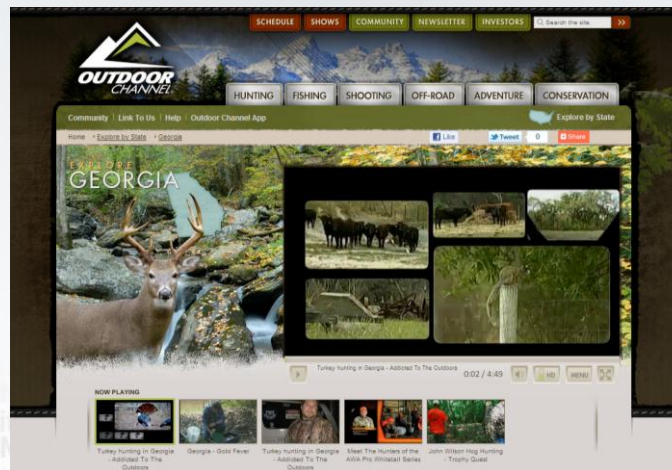 SCHEDULE SHOWS COMMUNITY NEWSLETTER INVESTORS Search the site.
OUTDOOR
CHANNEL
HUNTING FISHING SHOOTING OFF-ROAD ADVENTURE CONSERVATION
Community | Link To Us | Help | Outdoor Channel App Explore by State
Home Explore by State Georgia Like Tweet 0 Share
EXPLORE
GEORGIA
Turkey hunting in Georgia - Addicted To The Outdoors 0:02 / 4:49 HD MENU
NOW PLAYING
Turkey hunting in Georgia
- Addicted To The
Outdoors
Georgia - Gold Fever
Turkey hunting in Georgia
- Addicted To The
Outdoors
Meet The Hunters of the
AWA Pro Whitetail Series
John Wilson Hog Hunting
- Trophy Quest